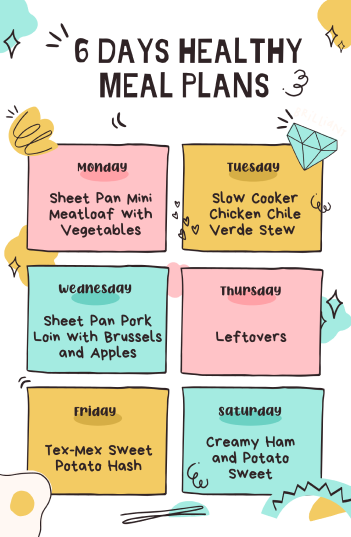 6 DAYS HEALTHY
MEAL PLANS
Monday
Sheet Pan Mini
Meatloaf with
Vegetables
Tuesday
Slow Cooker
Chicken Chile
Verde Stew
Wednesday
Sheet Pan Pork
Loin with Brussels
and Apples
Thursday
Leftovers
Friday
Tex-Mex Sweet
Potato Hash
Saturday
Creamy Ham
and Potato
Sweet